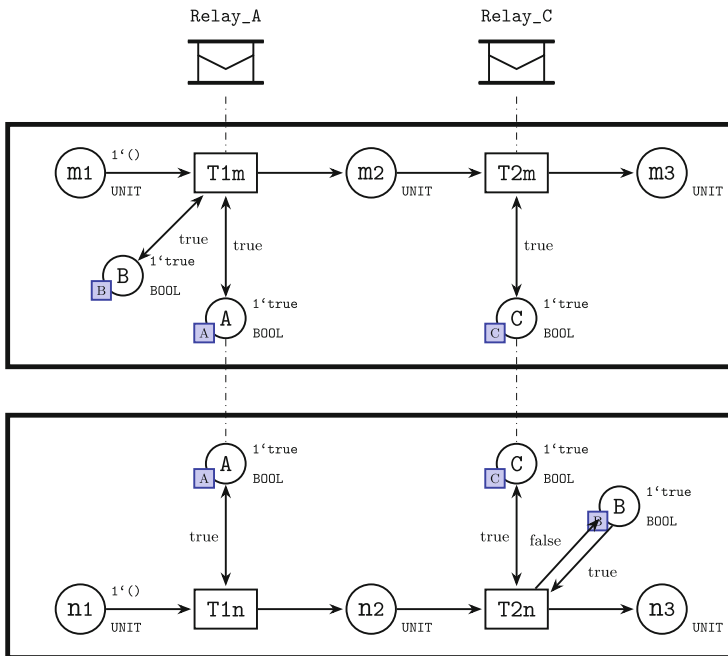 Relay_A Relay_C
m1 1‘() UNIT T1m m2 UNIT T2m m3 UNIT
true true true
B 1‘true BOOL B
A 1‘true BOOL A
C 1‘true BOOL C
A 1‘true BOOL A
C 1‘true BOOL C
B 1‘true BOOL B
true true false true
n1 1‘() UNIT T1n n2 UNIT T2n n3 UNIT